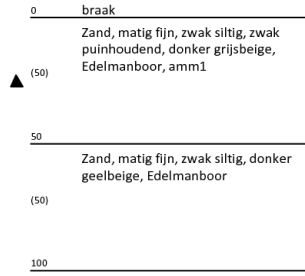 0 braak
Zand, matig fijn, zwak siltig, zwak
puinhoudend, donker grijsbeige,
Edelmanboor, amm1
(50)
50
Zand, matig fijn, zwak siltig, donker
geelbeige, Edelmanboor
(50)
100